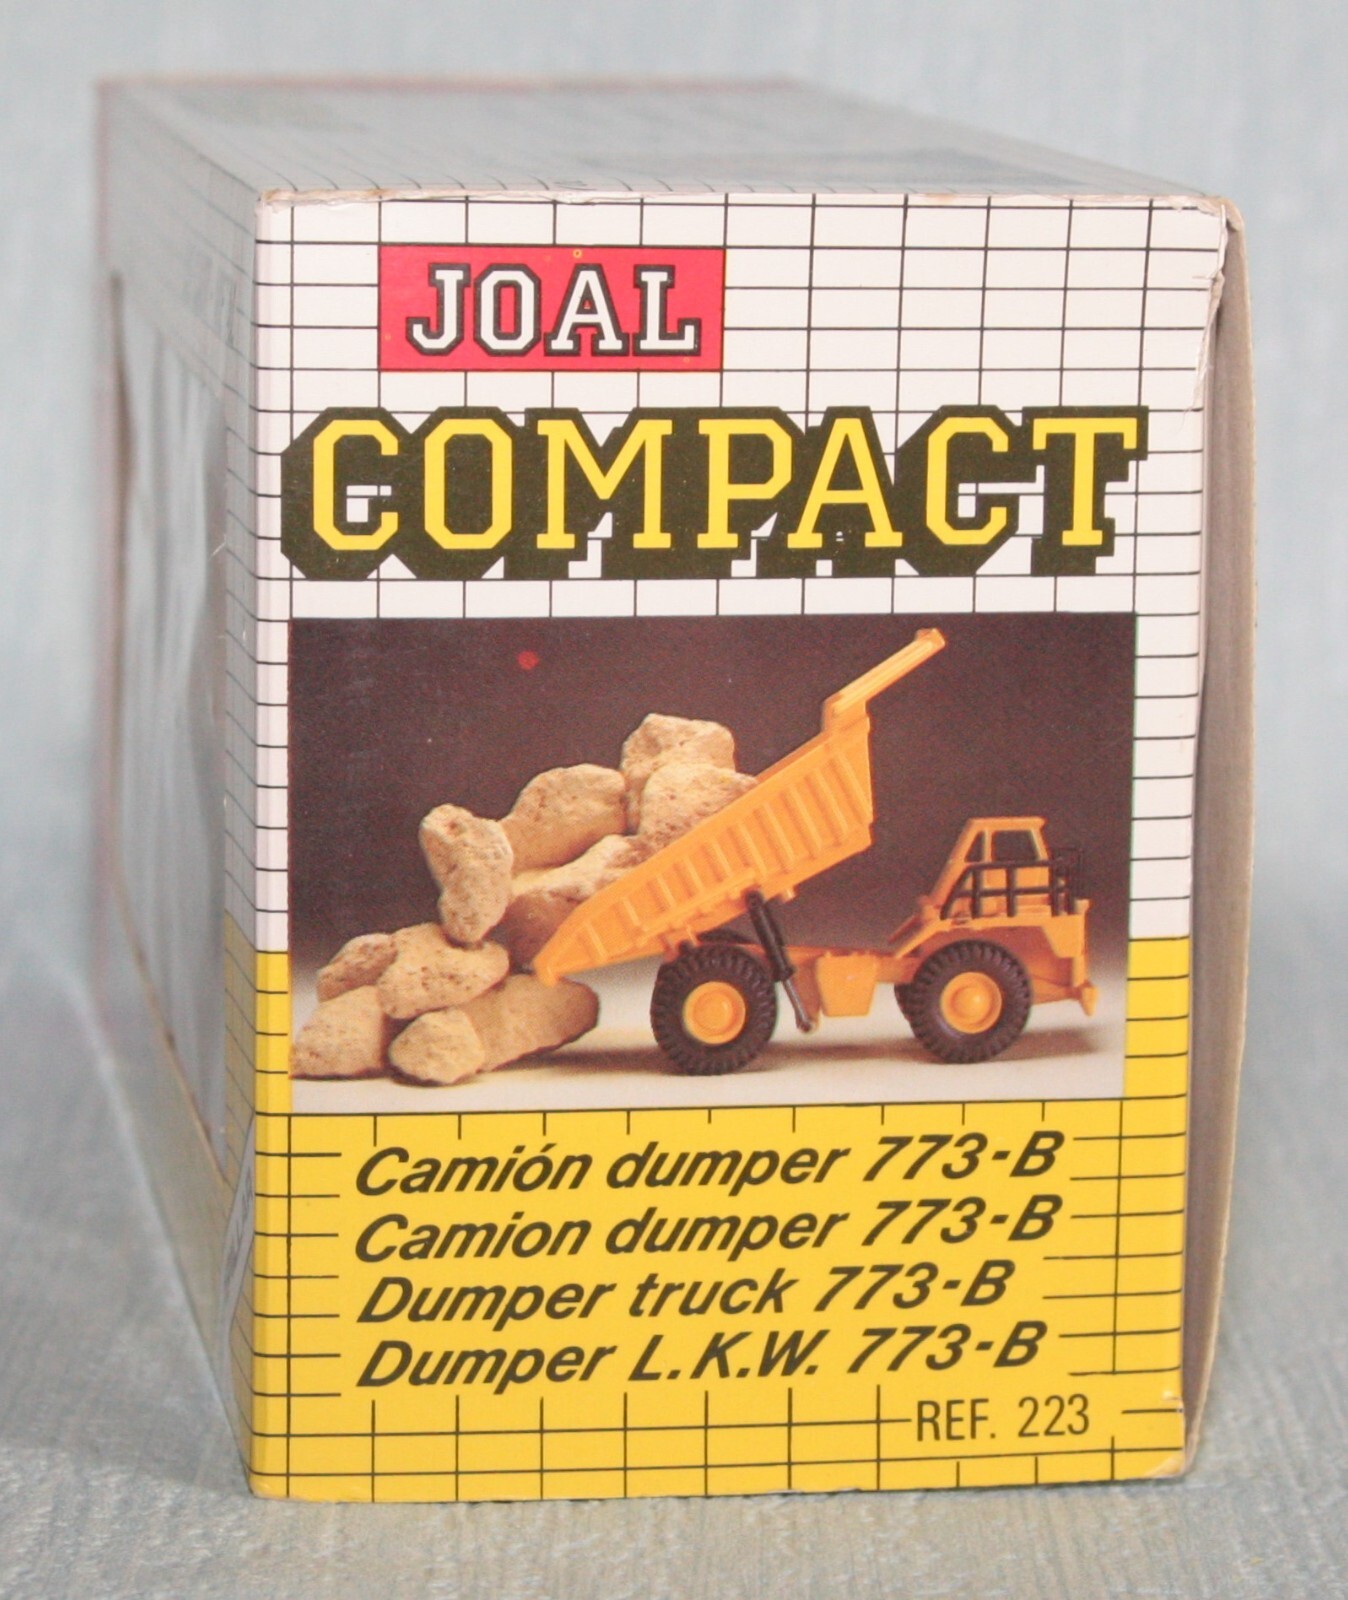 JOAL
COMPACT
Camión dumper 773-B
Camion dumper 773-B
Dumper truck 773-B
Dumper L.K.W. 773-B
REF. 223